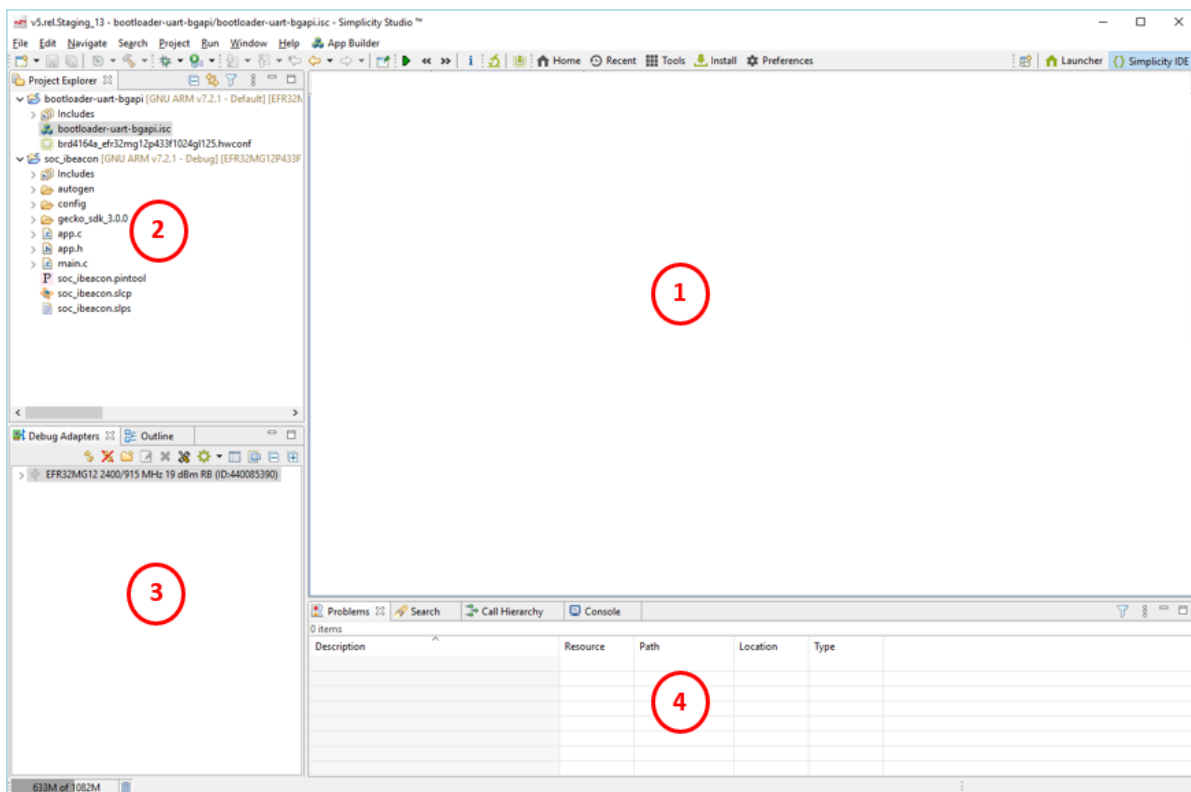 v5.rel.Staging_13 - bootloader-uart-bgapi/bootloader-uart-bgapi.isc - Simplicity Studio ™
File Edit Navigate Search Project Run Window Help App Builder
Home Recent Tools Install Preferences Launcher Simplicity IDE
Project Explorer
bootloader-uart-bgapi [GNU ARM v7.2.1 - Default] [EFR32M
Includes
bootloader-uart-bgapi.isc
brd4164a_efr32mg12p433f1024gl125.hwconf
soc_ibeacon [GNU ARM v7.2.1 - Debug] [EFR32MG12P433F
Includes
autogen
config
gecko_sdk_3.0.0
app.c
app.h
main.c
soc_ibeacon.pintool
soc_ibeacon.slcp
soc_ibeacon.slps
2
1
Debug Adapters Outline
EFR32MG12 2400/915 MHz 19 dBm RB (ID:440085390)
3
Problems Search Call Hierarchy Console
0 items
Description Resource Path Location Type
4
633M of 1082M